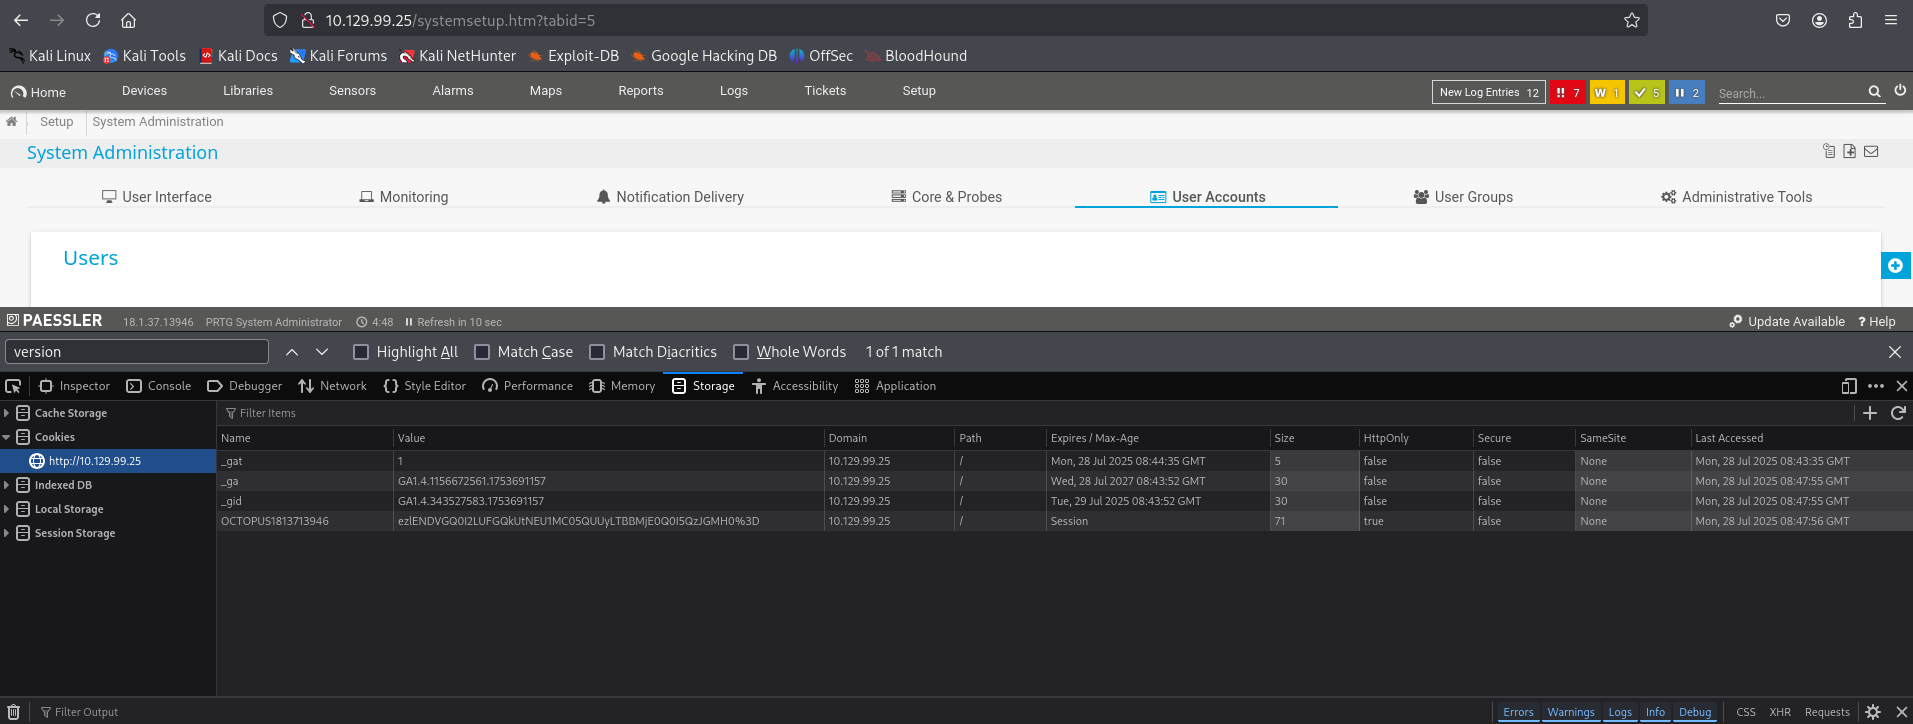 10.129.99.25/systemsetup.htm?tabid=5
Kali Linux Kali Tools Kali Docs Kali Forums Kali NetHunter Exploit-DB Google Hacking DB OffSec BloodHound
Home Devices Libraries Sensors Alarms Maps Reports Logs Tickets Setup New Log Entries 12 !! 7 W 1 5 2 Search...
Setup System Administration
System Administration
User Interface Monitoring Notification Delivery Core & Probes User Accounts User Groups Administrative Tools
Users
PAESSLER 18.1.37.13946 PRTG System Administrator 4:48 Refresh in 10 sec Update Available ? Help
version Highlight All Match Case Match Diacritics Whole Words 1 of 1 match
Inspector Console Debugger Network Style Editor Performance Memory Storage Accessibility Application
Cache Storage
Cookies
http://10.129.99.25
Indexed DB
Local Storage
Session Storage
Filter Items
Name Value Domain Path Expires / Max-Age Size HttpOnly Secure SameSite Last Accessed
_gat 1 10.129.99.25 / Mon, 28 Jul 2025 08:44:35 GMT 5 false false None Mon, 28 Jul 2025 08:43:35 GMT
_ga GA1.4.1156672561.1753691157 10.129.99.25 / Wed, 28 Jul 2027 08:43:52 GMT 30 false false None Mon, 28 Jul 2025 08:47:55 GMT
_gid GA1.4.343527583.1753691157 10.129.99.25 / Tue, 29 Jul 2025 08:43:52 GMT 30 false false None Mon, 28 Jul 2025 08:47:55 GMT
OCTOPUS1813713946 ezlENDVGQ0I2LUFGQkUtNEU1MC05QUUyLTBBMjE0Q0I5QzJGMH0%3D 10.129.99.25 / Session 71 true false None Mon, 28 Jul 2025 08:47:56 GMT
Filter Output Errors Warnings Logs Info Debug CSS XHR Requests